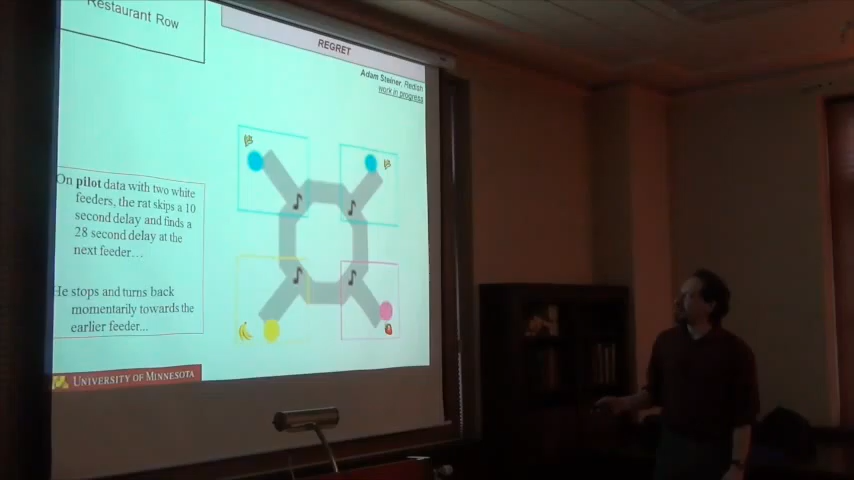 Restaurant Row
REGRET
Adam Steiner, Redish
work in progress
On pilot data with two white
feeders, the rat skips a 10
second delay and finds a
28 second delay at the
next feeder…
He stops and turns back
momentarily towards the
earlier feeder...
UNIVERSITY OF MINNESOTA